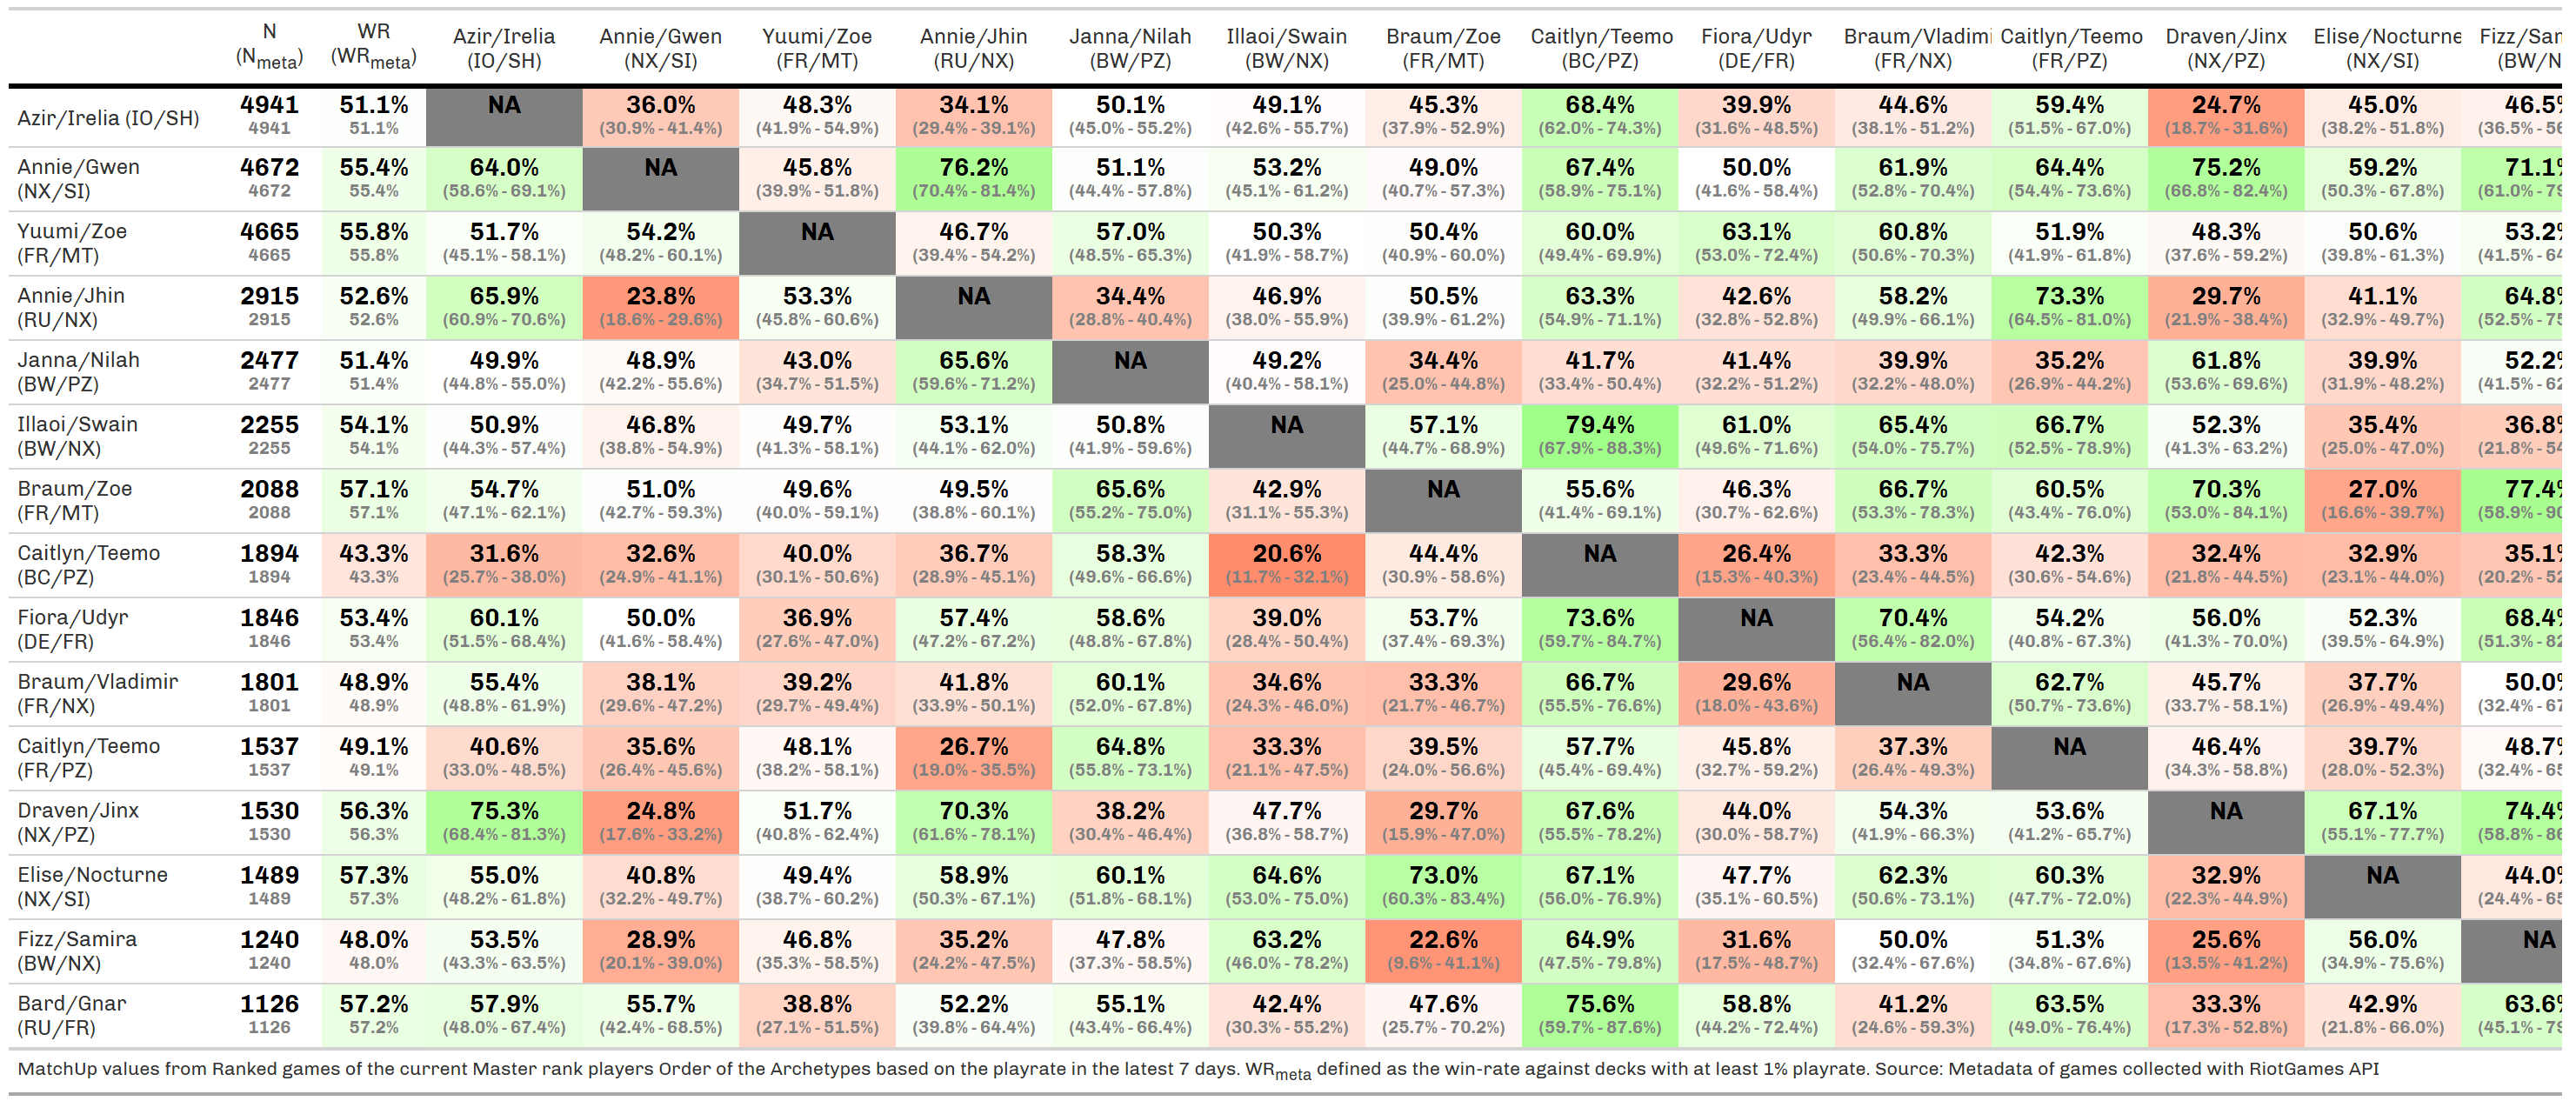 N WR Azir/Irelia Annie/Gwen Yuumi/Zoe Annie/Jhin Janna/Nilah Illaoi/Swain Braum/Zoe Caitlyn/Teemo Fiora/Udyr Braum/Vladimi Caitlyn/Teemo Draven/Jinx Elise/Nocturne Fizz/Sam
(Nmeta) (WRmeta) (IO/SH) (NX/SI) (FR/MT) (RU/NX) (BW/PZ) (BW/NX) (FR/MT) (BC/PZ) (DE/FR) (FR/NX) (FR/PZ) (NX/PZ) (NX/SI) (BW/N
Azir/Irelia (IO/SH) 4941 51.1% NA 36.0% 48.3% 34.1% 50.1% 49.1% 45.3% 68.4% 39.9% 44.6% 59.4% 24.7% 45.0% 46.5
4941 51.1% (30.9% - 41.4%) (41.9% - 54.9%) (29.4% - 39.1%) (45.0% - 55.2%) (42.6% - 55.7%) (37.9% - 52.9%) (62.0% - 74.3%) (31.6% - 48.5%) (38.1% - 51.2%) (51.5% - 67.0%) (18.7% - 31.6%) (38.2% - 51.8%) (36.5% - 56
Annie/Gwen 4672 55.4% 64.0% NA 45.8% 76.2% 51.1% 53.2% 49.0% 67.4% 50.0% 61.9% 64.4% 75.2% 59.2% 71.1
(NX/SI) 4672 55.4% (58.6% - 69.1%) (39.9% - 51.8%) (70.4% - 81.4%) (44.4% - 57.8%) (45.1% - 61.2%) (40.7% - 57.3%) (58.9% - 75.1%) (41.6% - 58.4%) (52.8% - 70.4%) (54.4% - 73.6%) (66.8% - 82.4%) (50.3% - 67.8%) (61.0% - 79
Yuumi/Zoe 4665 55.8% 51.7% 54.2% NA 46.7% 57.0% 50.3% 50.4% 60.0% 63.1% 60.8% 51.9% 48.3% 50.6% 53.2
(FR/MT) 4665 55.8% (45.1% - 58.1%) (48.2% - 60.1%) (39.4% - 54.2%) (48.5% - 65.3%) (41.9% - 58.7%) (40.9% - 60.0%) (49.4% - 69.9%) (53.0% - 72.4%) (50.6% - 70.3%) (41.9% - 61.8%) (37.6% - 59.2%) (39.8% - 61.3%) (41.5% - 64
Annie/Jhin 2915 52.6% 65.9% 23.8% 53.3% NA 34.4% 46.9% 50.5% 63.3% 42.6% 58.2% 73.3% 29.7% 41.1% 64.8
(RU/NX) 2915 52.6% (60.9% - 70.6%) (18.6% - 29.6%) (45.8% - 60.6%) (28.8% - 40.4%) (38.0% - 55.9%) (39.9% - 61.2%) (54.9% - 71.1%) (32.8% - 52.8%) (49.9% - 66.1%) (64.5% - 81.0%) (21.9% - 38.4%) (32.9% - 49.7%) (52.5% - 75
Janna/Nilah 2477 51.4% 49.9% 48.9% 43.0% 65.6% NA 49.2% 34.4% 41.7% 41.4% 39.9% 35.2% 61.8% 39.9% 52.2
(BW/PZ) 2477 51.4% (44.8% - 55.0%) (42.2% - 55.6%) (34.7% - 51.5%) (59.6% - 71.2%) (40.4% - 58.1%) (25.0% - 44.8%) (33.4% - 50.4%) (32.2% - 51.2%) (32.2% - 48.0%) (26.9% - 44.2%) (53.6% - 69.6%) (31.9% - 48.2%) (41.5% - 62
Illaoi/Swain 2255 54.1% 50.9% 46.8% 49.7% 53.1% 50.8% NA 57.1% 79.4% 61.0% 65.4% 66.7% 52.3% 35.4% 36.8
(BW/NX) 2255 54.1% (44.3% - 57.4%) (38.8% - 54.9%) (41.3% - 58.1%) (44.1% - 62.0%) (41.9% - 59.6%) (44.7% - 68.9%) (67.9% - 88.3%) (49.6% - 71.6%) (54.0% - 75.7%) (52.5% - 78.9%) (41.3% - 63.2%) (25.0% - 47.0%) (21.8% - 54
Braum/Zoe 2088 57.1% 54.7% 51.0% 49.6% 49.5% 65.6% 42.9% NA 55.6% 46.3% 66.7% 60.5% 70.3% 27.0% 77.4
(FR/MT) 2088 57.1% (47.1% - 62.1%) (42.7% - 59.3%) (40.0% - 59.1%) (38.8% - 60.1%) (55.2% - 75.0%) (31.1% - 55.3%) (41.4% - 69.1%) (30.7% - 62.6%) (53.3% - 78.3%) (43.4% - 76.0%) (53.0% - 84.1%) (16.6% - 39.7%) (58.9% - 90
Caitlyn/Teemo 1894 43.3% 31.6% 32.6% 40.0% 36.7% 58.3% 20.6% 44.4% NA 26.4% 33.3% 42.3% 32.4% 32.9% 35.1
(BC/PZ) 1894 43.3% (25.7% - 38.0%) (24.9% - 41.1%) (30.1% - 50.6%) (28.9% - 45.1%) (49.6% - 66.6%) (11.7% - 32.1%) (30.9% - 58.6%) (15.3% - 40.3%) (23.4% - 44.5%) (30.6% - 54.6%) (21.8% - 44.5%) (23.1% - 44.0%) (20.2% - 52
Fiora/Udyr 1846 53.4% 60.1% 50.0% 36.9% 57.4% 58.6% 39.0% 53.7% 73.6% NA 70.4% 54.2% 56.0% 52.3% 68.4
(DE/FR) 1846 53.4% (51.5% - 68.4%) (41.6% - 58.4%) (27.6% - 47.0%) (47.2% - 67.2%) (48.8% - 67.8%) (28.4% - 50.4%) (37.4% - 69.3%) (59.7% - 84.7%) (56.4% - 82.0%) (40.8% - 67.3%) (41.3% - 70.0%) (39.5% - 64.9%) (51.3% - 82
Braum/Vladimir 1801 48.9% 55.4% 38.1% 39.2% 41.8% 60.1% 34.6% 33.3% 66.7% 29.6% NA 62.7% 45.7% 37.7% 50.0
(FR/NX) 1801 48.9% (48.8% - 61.9%) (29.6% - 47.2%) (29.7% - 49.4%) (33.9% - 50.1%) (52.0% - 67.8%) (24.3% - 46.0%) (21.7% - 46.7%) (55.5% - 76.6%) (18.0% - 43.6%) (50.7% - 73.6%) (33.7% - 58.1%) (26.9% - 49.4%) (32.4% - 67
Caitlyn/Teemo 1537 49.1% 40.6% 35.6% 48.1% 26.7% 64.8% 33.3% 39.5% 57.7% 45.8% 37.3% NA 46.4% 39.7% 48.7
(FR/PZ) 1537 49.1% (33.0% - 48.5%) (26.4% - 45.6%) (38.2% - 58.1%) (19.0% - 35.5%) (55.8% - 73.1%) (21.1% - 47.5%) (24.0% - 56.6%) (45.4% - 69.4%) (32.7% - 59.2%) (26.4% - 49.3%) (34.3% - 58.8%) (28.0% - 52.3%) (32.4% - 65
Draven/Jinx 1530 56.3% 75.3% 24.8% 51.7% 70.3% 38.2% 47.7% 29.7% 67.6% 44.0% 54.3% 53.6% NA 67.1% 74.4
(NX/PZ) 1530 56.3% (68.4% - 81.3%) (17.6% - 33.2%) (40.8% - 62.4%) (61.6% - 78.1%) (30.4% - 46.4%) (36.8% - 58.7%) (15.9% - 47.0%) (55.5% - 78.2%) (30.0% - 58.7%) (41.9% - 66.3%) (41.2% - 65.7%) (55.1% - 77.7%) (58.8% - 86
Elise/Nocturne 1489 57.3% 55.0% 40.8% 49.4% 58.9% 60.1% 64.6% 73.0% 67.1% 47.7% 62.3% 60.3% 32.9% NA 44.0
(NX/SI) 1489 57.3% (48.2% - 61.8%) (32.2% - 49.7%) (38.7% - 60.2%) (50.3% - 67.1%) (51.8% - 68.1%) (53.0% - 75.0%) (60.3% - 83.4%) (56.0% - 76.9%) (35.1% - 60.5%) (50.6% - 73.1%) (47.7% - 72.0%) (22.3% - 44.9%) (24.4% - 65
Fizz/Samira 1240 48.0% 53.5% 28.9% 46.8% 35.2% 47.8% 63.2% 22.6% 64.9% 31.6% 50.0% 51.3% 25.6% 56.0% NA
(BW/NX) 1240 48.0% (43.3% - 63.5%) (20.1% - 39.0%) (35.3% - 58.5%) (24.2% - 47.5%) (37.3% - 58.5%) (46.0% - 78.2%) (9.6% - 41.1%) (47.5% - 79.8%) (17.5% - 48.7%) (32.4% - 67.6%) (34.8% - 67.6%) (13.5% - 41.2%) (34.9% - 75.6%)
Bard/Gnar 1126 57.2% 57.9% 55.7% 38.8% 52.2% 55.1% 42.4% 47.6% 75.6% 58.8% 41.2% 63.5% 33.3% 42.9% 63.6
(RU/FR) 1126 57.2% (48.0% - 67.4%) (42.4% - 68.5%) (27.1% - 51.5%) (39.8% - 64.4%) (43.4% - 66.4%) (30.3% - 55.2%) (25.7% - 70.2%) (59.7% - 87.6%) (44.2% - 72.4%) (24.6% - 59.3%) (49.0% - 76.4%) (17.3% - 52.8%) (21.8% - 66.0%) (45.1% - 79
MatchUp values from Ranked games of the current Master rank players Order of the Archetypes based on the playrate in the latest 7 days. WRmeta defined as the win-rate against decks with at least 1% playrate. Source: Metadata of games collected with RiotGames API